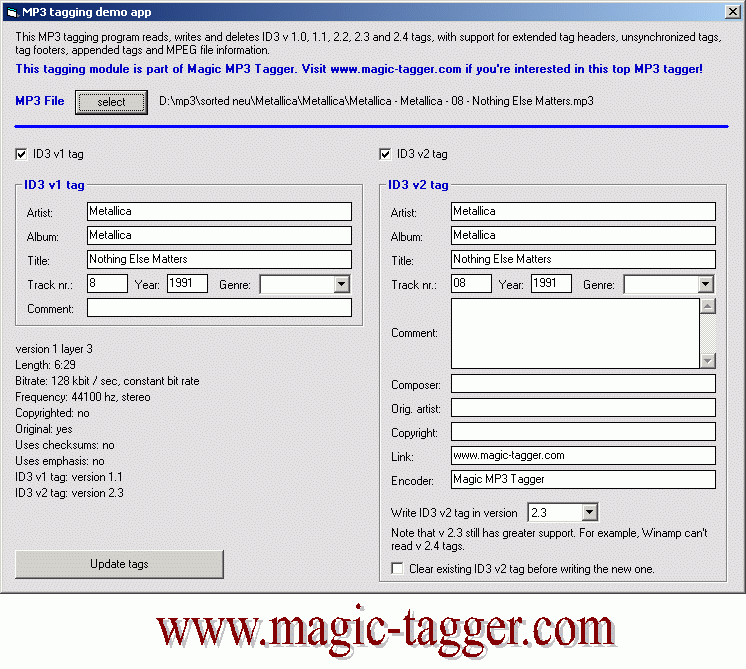 MP3 tagging demo app
This MP3 tagging program reads, writes and deletes ID3 v 1.0, 1.1, 2.2, 2.3 and 2.4 tags, with support for extended tag headers, unsynchronized tags,
tag footers, appended tags and MPEG file information.
This tagging module is part of Magic MP3 Tagger. Visit www.magic-tagger.com if you're interested in this top MP3 tagger!
MP3 File select D:\mp3\sorted neu\Metallica\Metallica\Metallica - Metallica - 08 - Nothing Else Matters.mp3
ID3 v1 tag
ID3 v1 tag
Artist: Metallica
Album: Metallica
Title: Nothing Else Matters
Track nr.: 8 Year: 1991 Genre:
Comment:
version 1 layer 3
Length: 6:29
Bitrate: 128 kbit / sec, constant bit rate
Frequency: 44100 hz, stereo
Copyrighted: no
Original: yes
Uses checksums: no
Uses emphasis: no
ID3 v1 tag: version 1.1
ID3 v2 tag: version 2.3
Update tags
ID3 v2 tag
ID3 v2 tag
Artist: Metallica
Album: Metallica
Title: Nothing Else Matters
Track nr.: 08 Year: 1991 Genre:
Comment:
Composer:
Orig. artist:
Copyright:
Link: www.magic-tagger.com
Encoder: Magic MP3 Tagger
Write ID3 v2 tag in version 2.3
Note that v 2.3 still has greater support. For example, Winamp can't
read v 2.4 tags.
Clear existing ID3 v2 tag before writing the new one.
www.magic-tagger.com